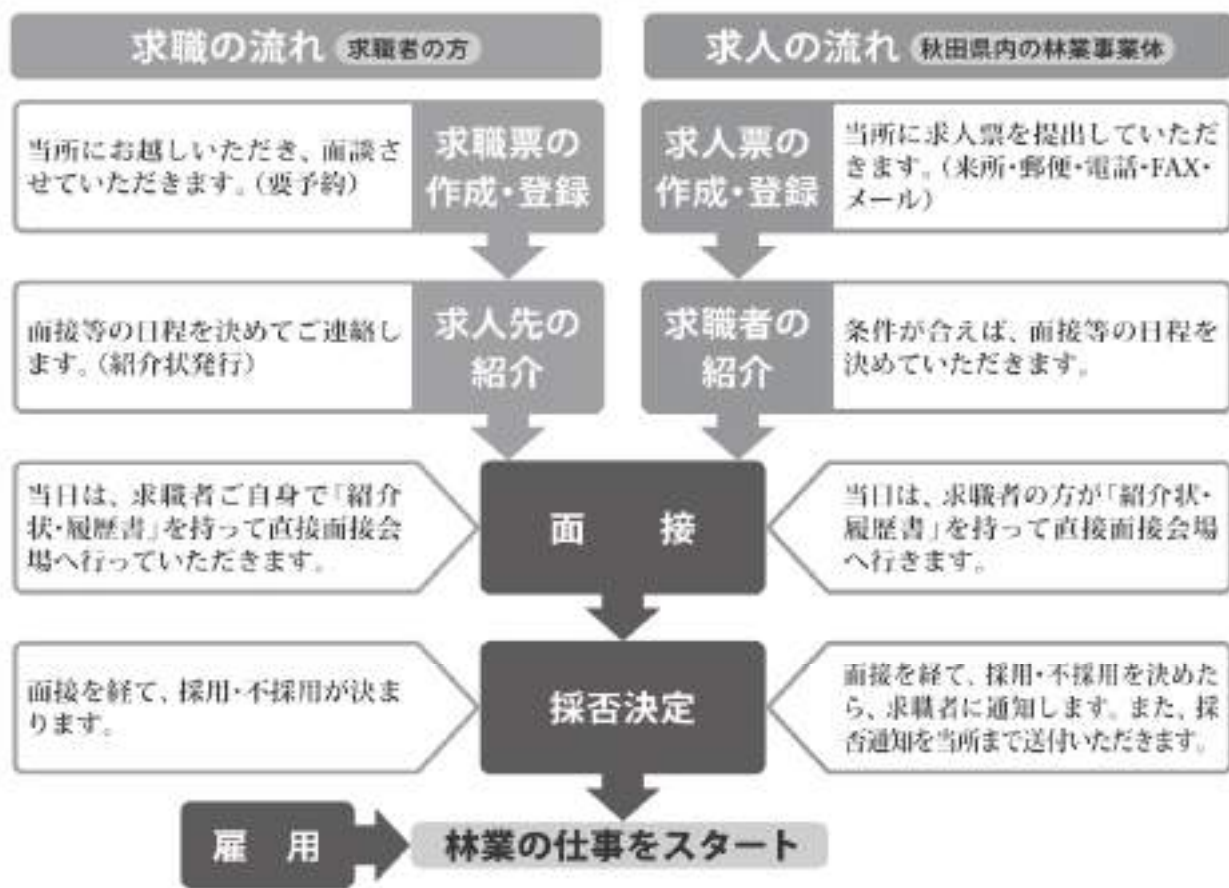 求職の流れ 求職者の方
求人の流れ 秋田県内の林業事業体
当所にお越しいただき、面談さ
せていただきます。(要予約)
求職票の
作成・登録
求人票の
作成・登録
当所に求人票を提出していただ
きます。(来所・郵便・電話・FAX・
メール)
面接等の日程を決めてご連絡し
ます。(紹介状発行)
求人先の
紹介
求職者の
紹介
条件が合えば、面接等の日程を
決めていただきます。
当日は、求職者ご自身で「紹介
状・履歴書」を持って直接面接会
場へ行っていただきます。
面 接
当日は、求職者の方が「紹介状・
履歴書」を持って直接面接会場
へ行きます。
面接を経て、採用・不採用が決ま
ります。
採否決定
面接を経て、採用・不採用を決めた
ら、求職者に通知します。また、採
否通知を当所まで送付いただきます。
雇 用
林業の仕事をスタート